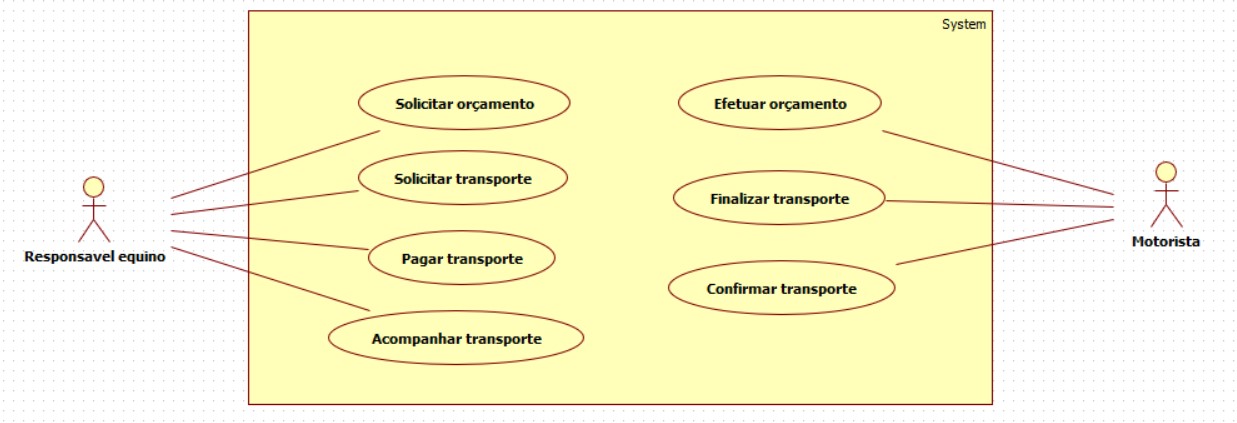 System
Solicitar orçamento
Efetuar orçamento
Solicitar transporte
Finalizar transporte
Responsavel equino
Motorista
Pagar transporte
Confirmar transporte
Acompanhar transporte